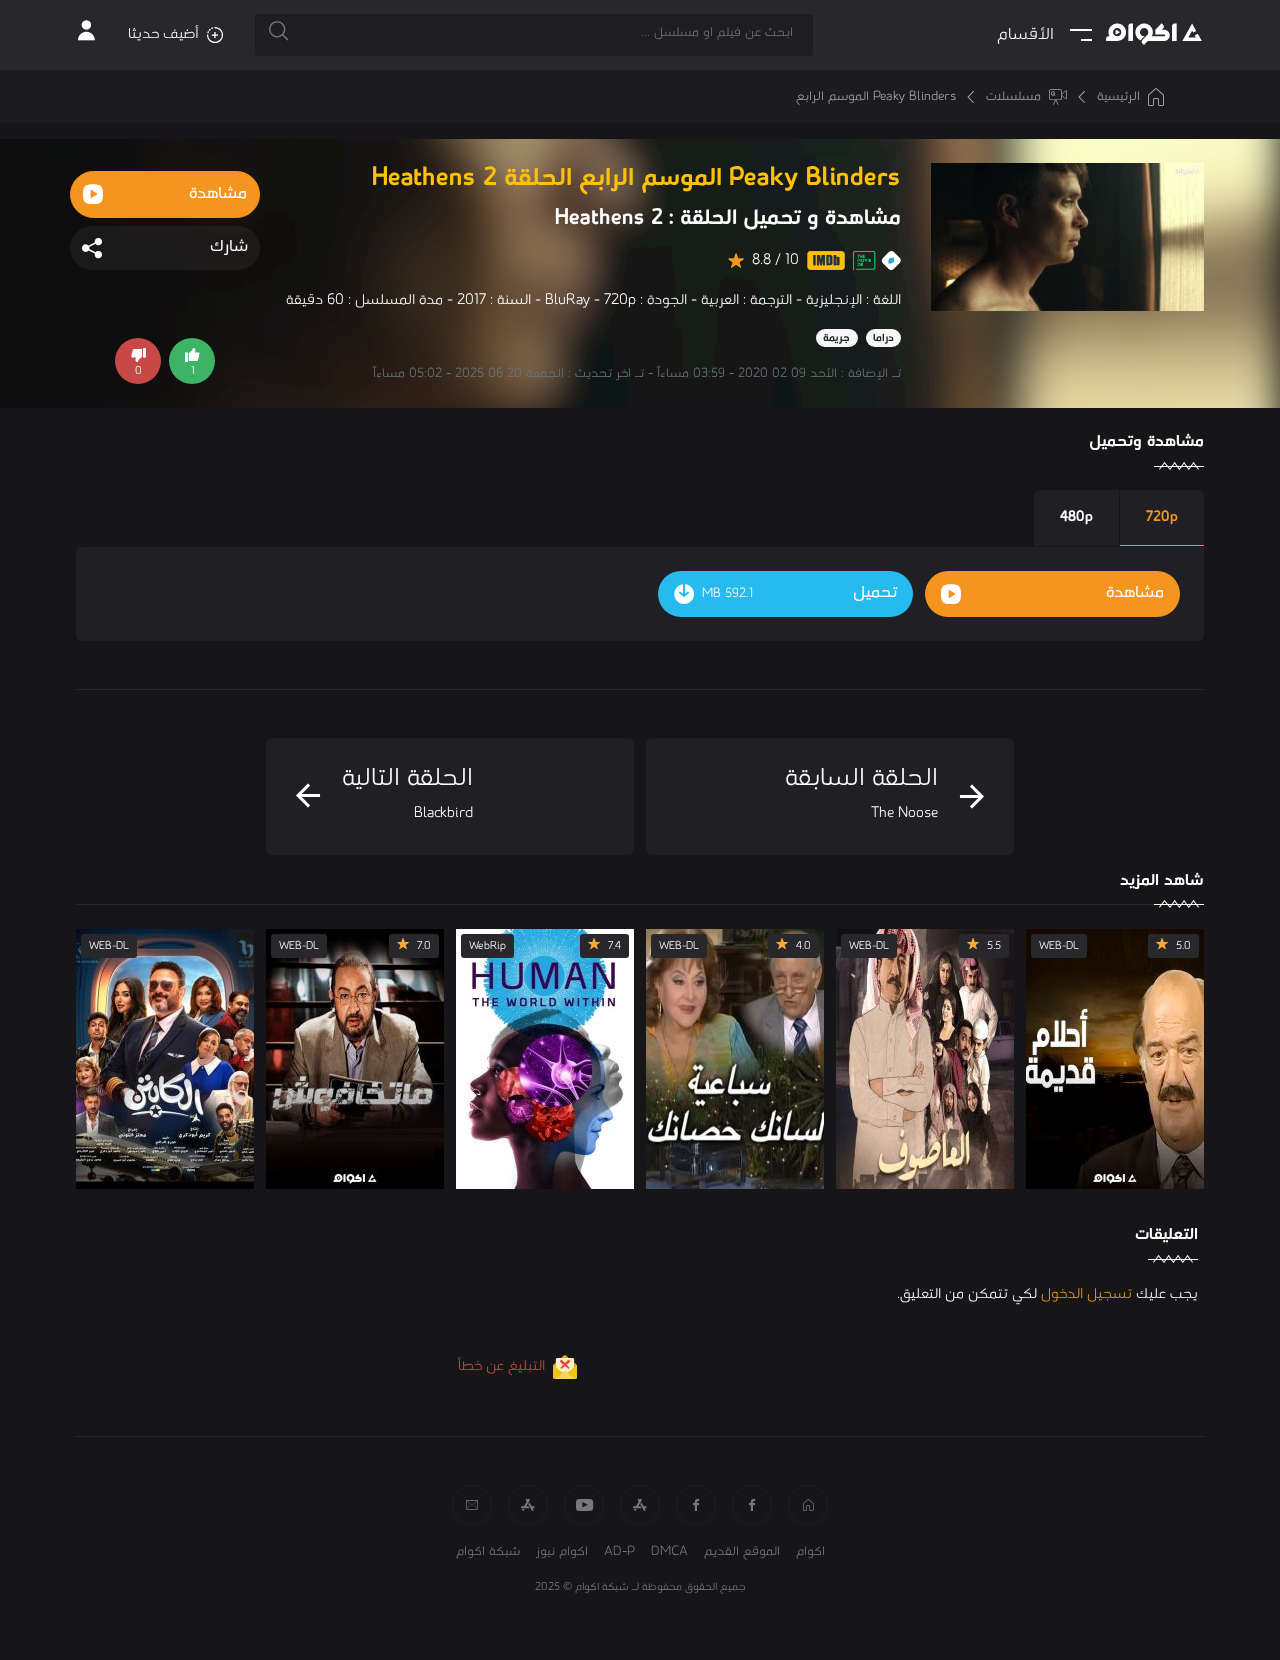 اكوام
الأقسام
ابحث عن فيلم او مسلسل ...
أضيف حديثا
الرئيسية
مسلسلات
Peaky Blinders الموسم الرابع
Peaky Blinders الموسم الرابع الحلقة 2 Heathens
مشاهدة و تحميل الحلقة : 2 Heathens
IMDb 10 / 8.8
اللغة : الإنجليزية - الترجمة : العربية - الجودة : BluRay - 720p - السنة : 2017 - مدة المسلسل : 60 دقيقة
دراما
جريمة
تـ الإضافة : الأحد 09 02 2020 - 03:59 مساءاً - تـ اخر تحديث : الجمعة 20 06 2025 - 05:02 مساءاً
مشاهدة
شارك
1
0
مشاهدة وتحميل
720p
480p
مشاهدة
تحميل 592.1 MB
الحلقة السابقة
The Noose
الحلقة التالية
Blackbird
شاهد المزيد
5.0
أحلام
قديمة
اكوام
5.5
WEB-DL
العاصوف
4.0
WEB-DL
سباعية
لسانك حصانك
7.4
WebRip
HUMAN
THE WORLD WITHIN
7.0
WEB-DL
ماتخافيش
اكوام
WEB-DL
الكابتن
WEB-DL
التعليقات
يجب عليك تسجيل الدخول لكي تتمكن من التعليق.
التبليغ عن خطأ
اكوام
الموقع القديم
DMCA
AD-P
اكوام نيوز
شبكة اكوام
جميع الحقوق محفوظة لـ شبكة اكوام © 2025